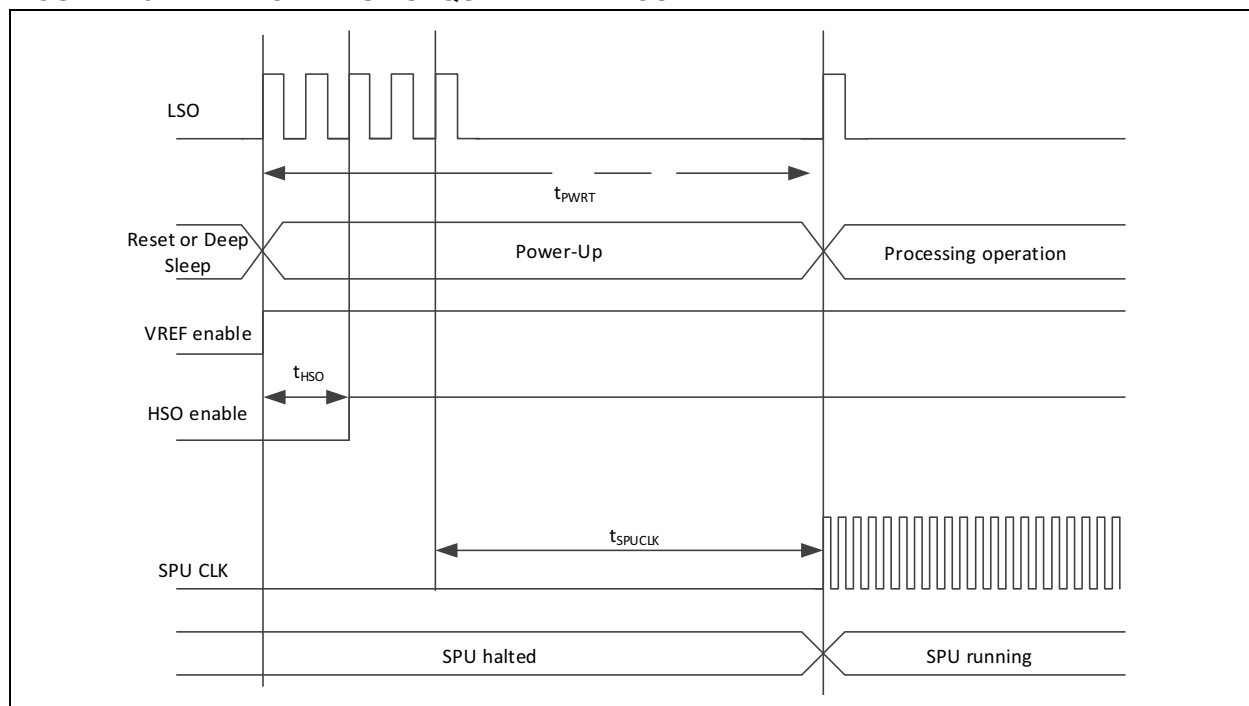 LSO
tPWRT
Reset or Deep
Sleep
Power-Up
Processing operation
VREF enable
tHSO
HSO enable
tSPUCLK
SPU CLK
SPU halted
SPU running